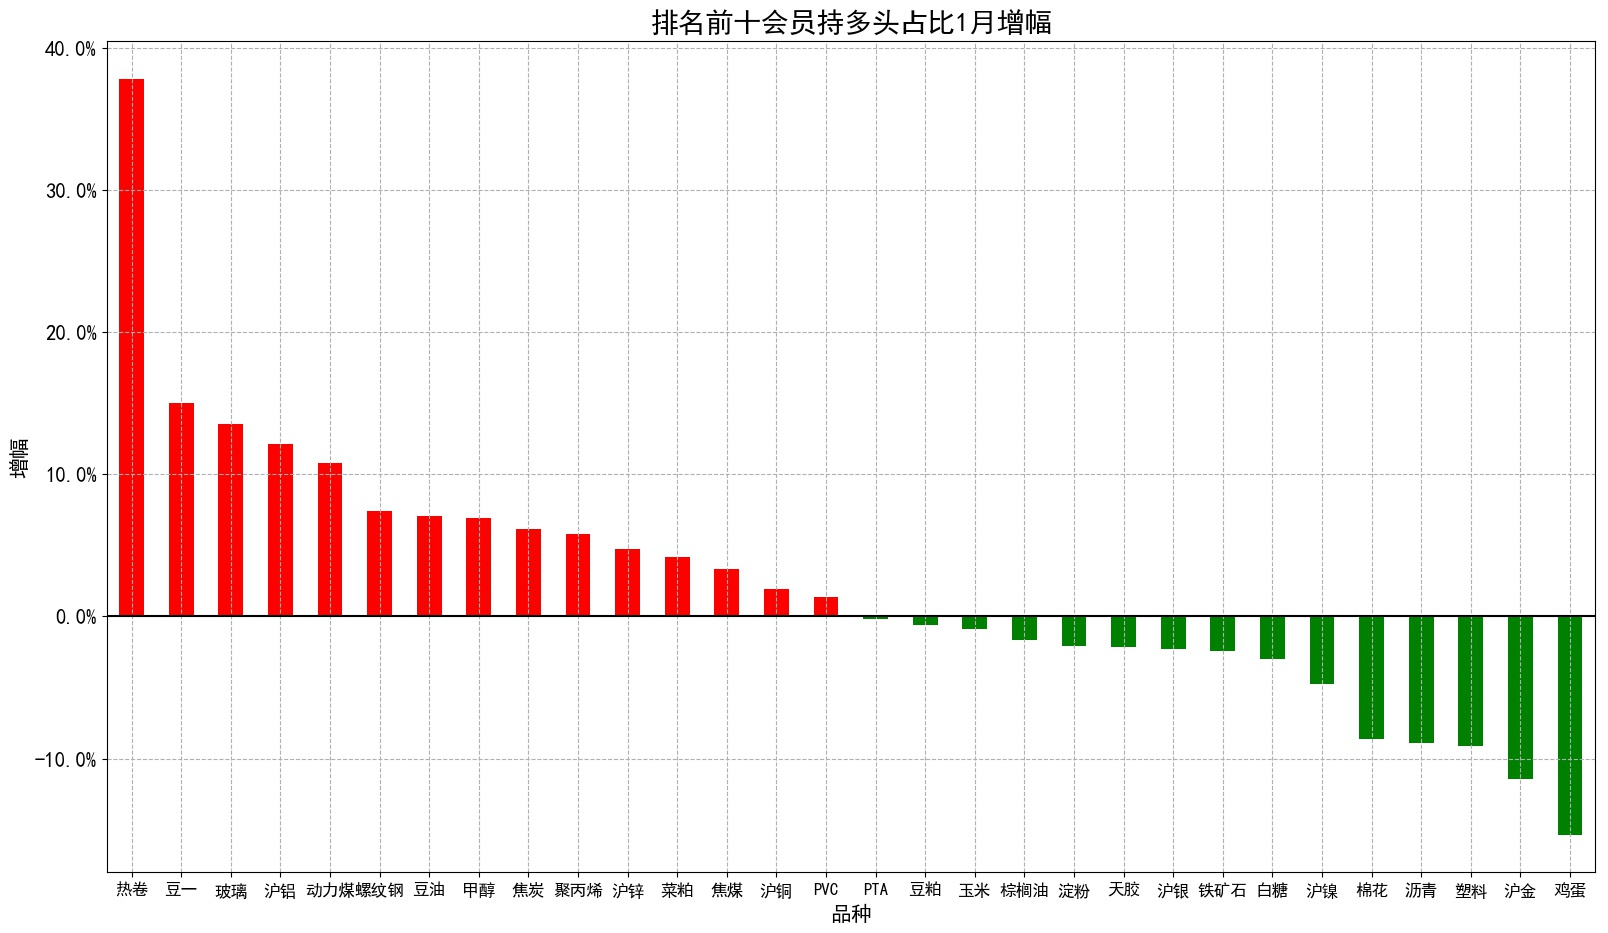 排名前十会员持多头占比1月增幅
40.0%
30.0%
20.0%
10.0%
0.0%
-10.0%
增幅
热卷 豆一 玻璃 沪铝 动力煤 螺纹钢 豆油 甲醇 焦炭 聚丙烯 沪锌 菜粕 焦煤 沪铜 PVC PTA 豆粕 玉米 棕榈油 淀粉 天胶 沪银 铁矿石 白糖 沪镍 棉花 沥青 塑料 沪金 鸡蛋
品种